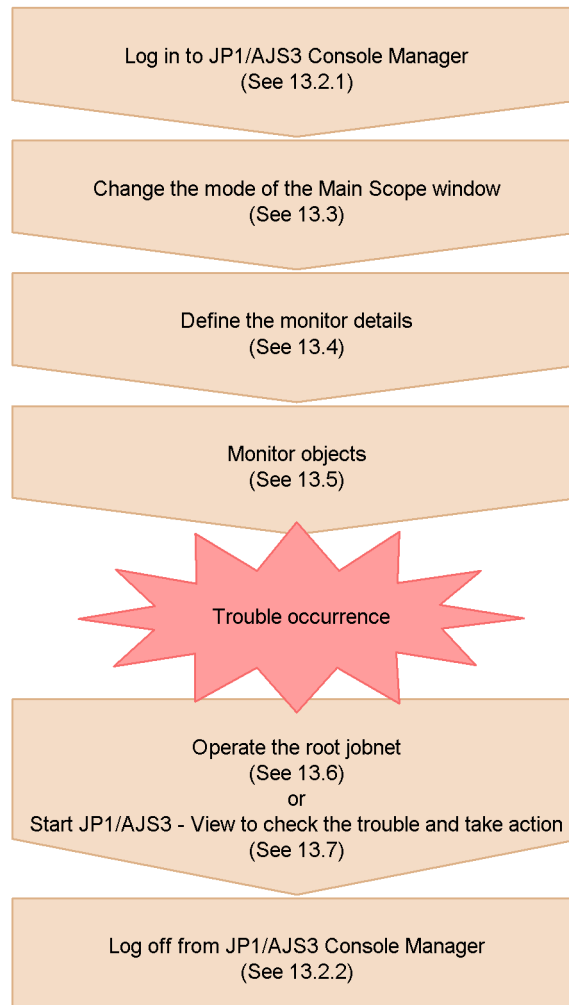 Log in to JP1/AJS3 Console Manager
(See 13.2.1)
Change the mode of the Main Scope window
(See 13.3)
Define the monitor details
(See 13.4)
Monitor objects
(See 13.5)
Trouble occurrence
Operate the root jobnet
(See 13.6)
or
Start JP1/AJS3 - View to check the trouble and take action
(See 13.7)
Log off from JP1/AJS3 Console Manager
(See 13.2.2)